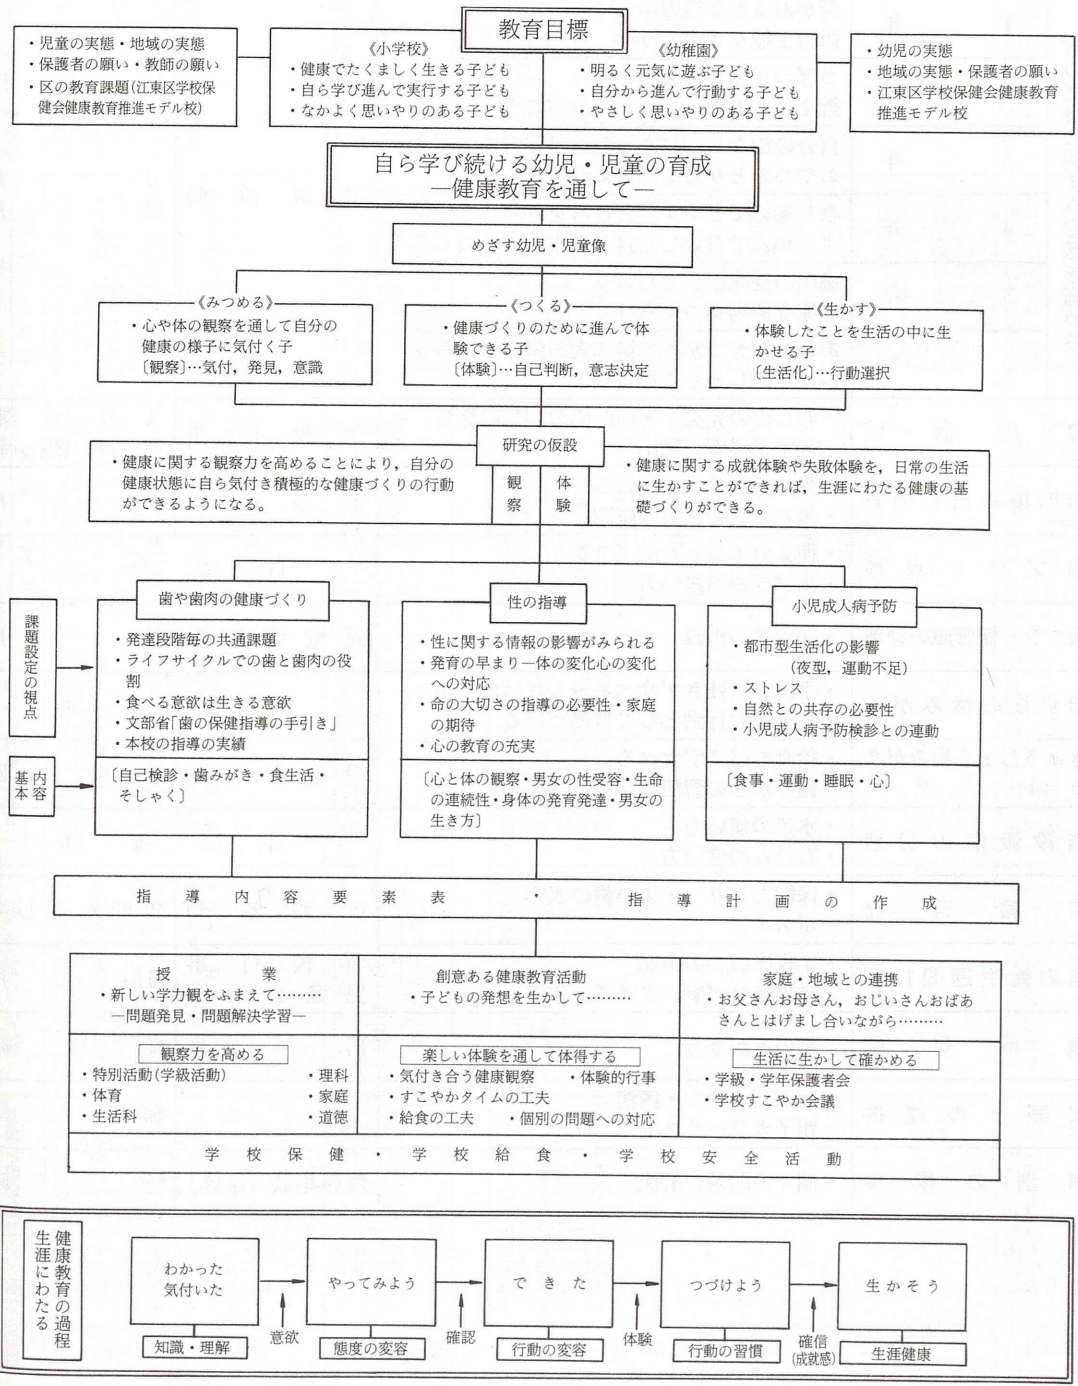 教育目標
・児童の実態・地域の実態
・保護者の願い・教師の願い
・区の教育課題(江東区学校保
健会健康教育推進モデル校)
《小学校》
・健康でたくましく生きる子ども
・自ら学び進んで実行する子ども
・なかよく思いやりのある子ども
《幼稚園》
・明るく元気に遊ぶ子ども
・自分から進んで行動する子ども
・やさしく思いやりのある子ども
・幼児の実態
・地域の実態・保護者の願い
・江東区学校保健会健康教育
推進モデル校
自ら学び続ける幼児・児童の育成
―健康教育を通して―
めざす幼児・児童像
《みつめる》
・心や体の観察を通して自分の
健康の様子に気付く子
〔観察〕…気付，発見，意識
《つくる》
・健康づくりのために進んで体
験できる子
〔体験〕…自己判断，意志決定
《生かす》
・体験したことを生活の中に生
かせる子
〔生活化〕…行動選択
研究の仮設
・健康に関する観察力を高めることにより，自分の
健康状態に自ら気付き積極的な健康づくりの行動
ができるようになる。
観察
体験
・健康に関する成就体験や失敗体験を，日常の生活
に生かすことができれば，生涯にわたる健康の基
礎づくりができる。
課題設定の視点
歯や歯肉の健康づくり
・発達段階毎の共通課題
・ライフサイクルでの歯と歯肉の役
割
・食べる意欲は生きる意欲
・文部省「歯の保健指導の手引き」
・本校の指導の実績
性の指導
・性に関する情報の影響がみられる
・発育の早まり―体の変化心の変化
への対応
・命の大切さの指導の必要性・家庭
の期待
・心の教育の充実
小児成人病予防
・都市型生活化の影響
(夜型，運動不足)
・ストレス
・自然との共存の必要性
・小児成人病予防検診との連動
基本内容
〔自己検診・歯みがき・食生活・
そしゃく〕
〔心と体の観察・男女の性受容・生命
の連続性・身体の発育発達・男女の
生き方〕
〔食事・運動・睡眠・心〕
指導内容要素表・指導計画の作成
授業
・新しい学力観をふまえて………
―問題発見・問題解決学習―
創意ある健康教育活動
・子どもの発想を生かして………
家庭・地域との連携
・お父さんお母さん，おじいさんおばあ
さんとはげまし合いながら………
観察力を高める
・特別活動(学級活動) ・理科
・体育 ・家庭
・生活科 ・道徳
楽しい体験を通して体得する
・気付き合う健康観察 ・体験的行事
・すこやかタイムの工夫
・給食の工夫 ・個別の問題への対応
生活に生かして確かめる
・学級・学年保護者会
・学校すこやか会議
学校保健・学校給食・学校安全活動
生涯にわたる
健康教育の過程
わかった
気付いた
知識・理解
意欲
やってみよう
態度の変容
確認
できた
行動の変容
体験
つづけよう
行動の習慣
確信
(成就感)
生かそう
生涯健康